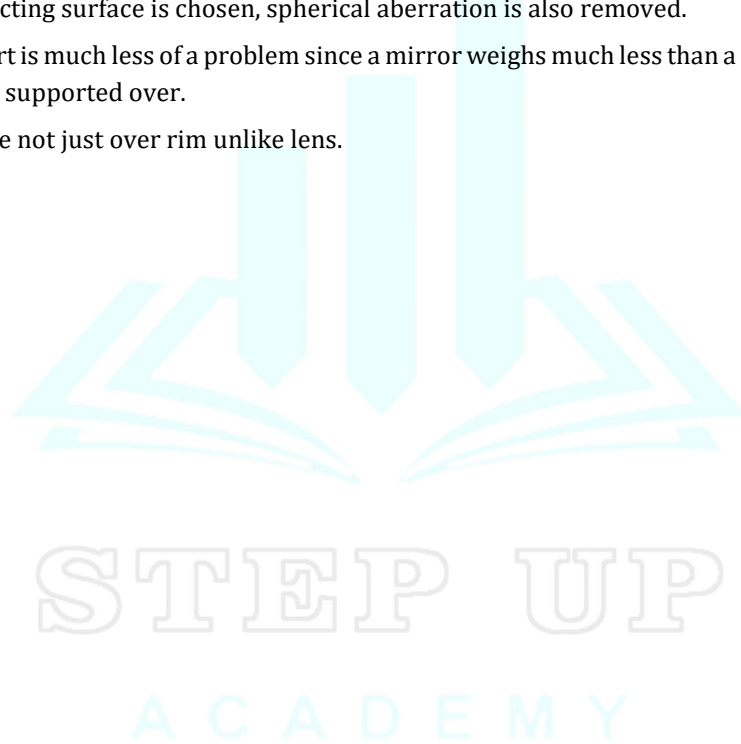 cting surface is chosen, spherical aberration is also removed.
rt is much less of a problem since a mirror weighs much less than a
supported over.
e not just over rim unlike lens.
STEP UP
ACADEMY